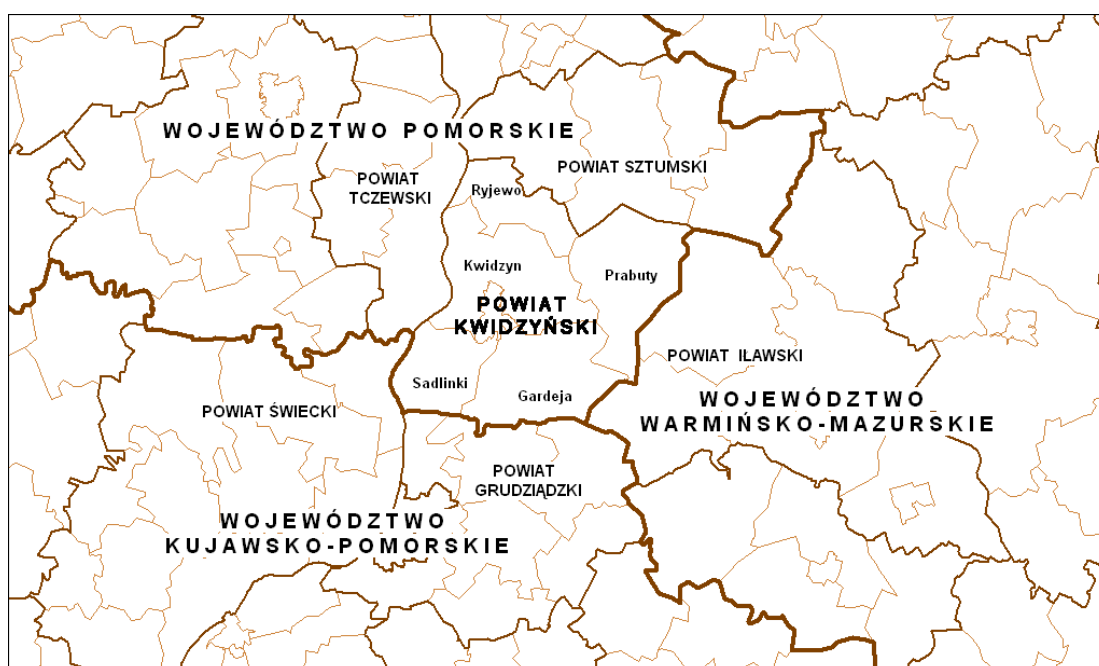 WOJEWÓDZTWO POMORSKIE
POWIAT SZTUMSKI
POWIAT
TCZEWSKI
Ryjewo
Kwidzyn
Prabuty
POWIAT
KWIDZYŃSKI
POWIAT IŁAWSKI
Sadlinki
Gardeja
POWIAT ŚWIECKI
WOJEWÓDZTWO
WARMIŃSKO-MAZURSKIE
POWIAT
GRUDZIĄDZKI
WOJEWÓDZTWO
KUJAWSKO-POMORSKIE